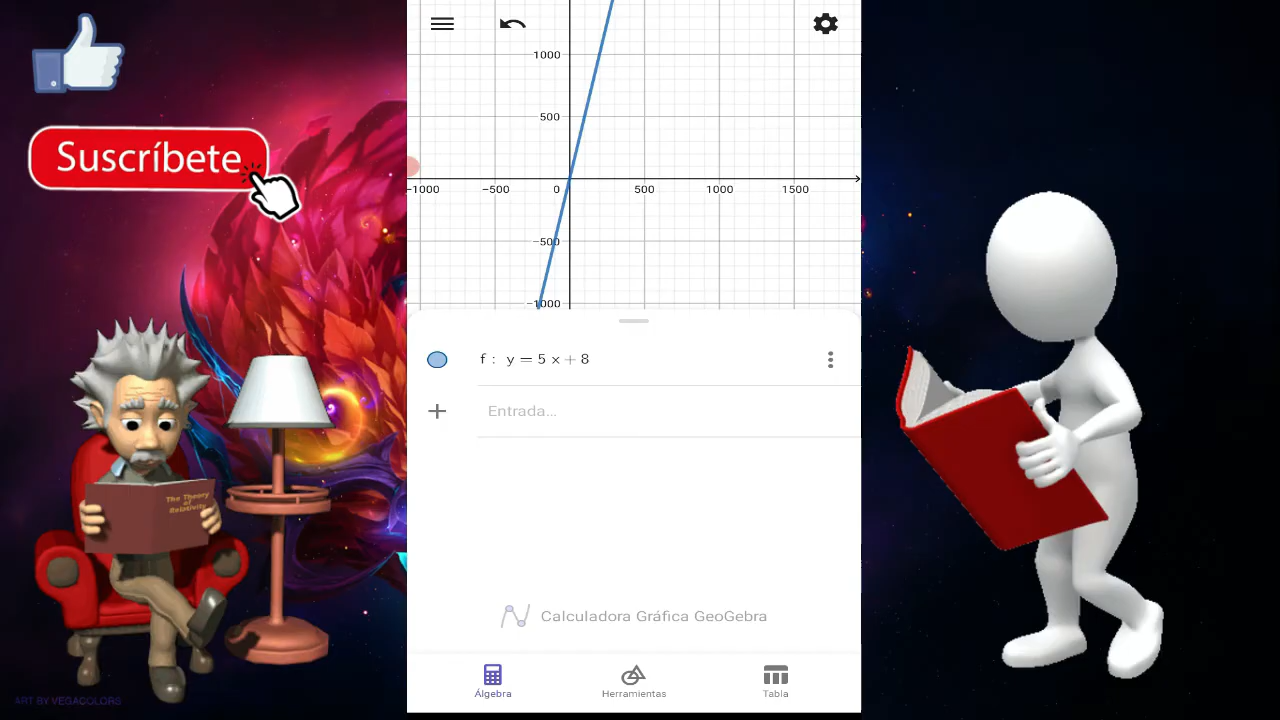 Suscríbete
The Theory
of
Relativity
ART BY VEGACOLORS
1000
500
−1000 −500 0 500 1000 1500
−500
−1000
f : y = 5 x + 8
Entrada...
Calculadora Gráfica GeoGebra
Álgebra Herramientas Tabla